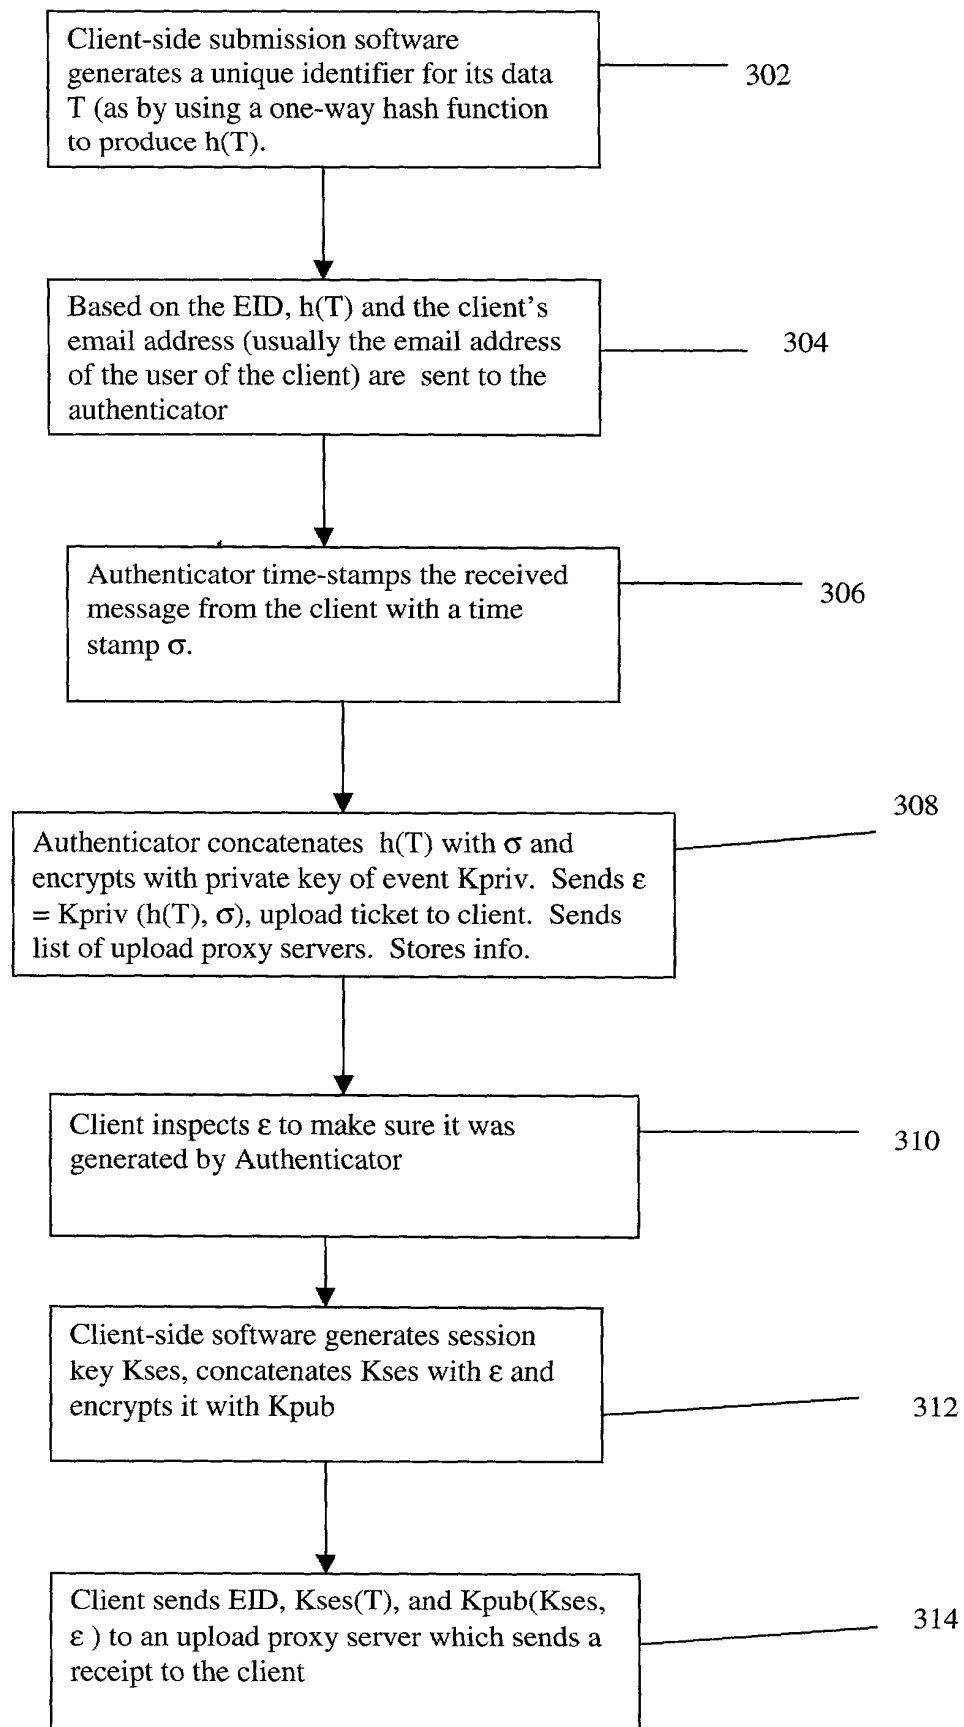 Client-side submission software
generates a unique identifier for its data
T (as by using a one-way hash function
to produce h(T).
302
Based on the EID, h(T) and the client's
email address (usually the email address
of the user of the client) are sent to the
authenticator
304
Authenticator time-stamps the received
message from the client with a time
stamp σ.
306
Authenticator concatenates h(T) with σ and
encrypts with private key of event Kpriv. Sends ε
= Kpriv (h(T), σ), upload ticket to client. Sends
list of upload proxy servers. Stores info.
308
Client inspects ε to make sure it was
generated by Authenticator
310
Client-side software generates session
key Kses, concatenates Kses with ε and
encrypts it with Kpub
312
Client sends EID, Kses(T), and Kpub(Kses,
ε ) to an upload proxy server which sends a
receipt to the client
314